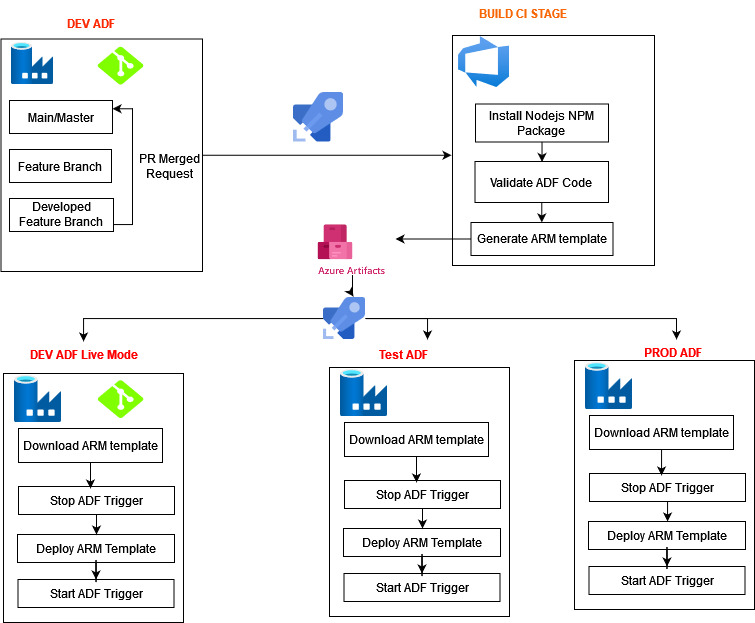 DEV ADF
Main/Master
Feature Branch
Developed
Feature Branch
PR Merged
Request
BUILD CI STAGE
Install Nodejs NPM
Package
Validate ADF Code
Generate ARM template
Azure Artifacts
DEV ADF Live Mode
Download ARM template
Stop ADF Trigger
Deploy ARM Template
Start ADF Trigger
Test ADF
Download ARM template
Stop ADF Trigger
Deploy ARM Template
Start ADF Trigger
PROD ADF
Download ARM template
Stop ADF Trigger
Deploy ARM Template
Start ADF Trigger